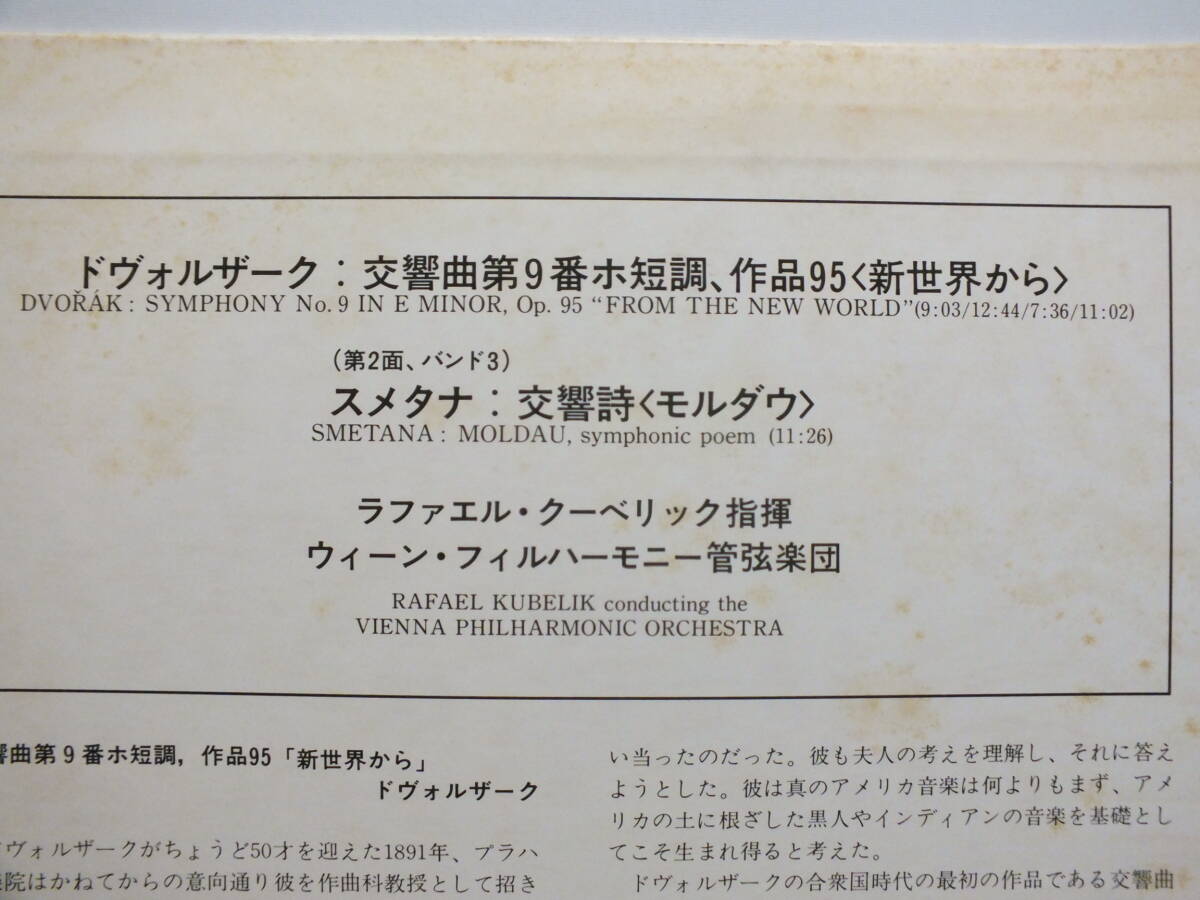 ドヴォルザーク：交響曲第9番ホ短調、作品95〈新世界から〉
DVOŘÁK: SYMPHONY No. 9 IN E MINOR, Op. 95 “FROM THE NEW WORLD”(9:03/12:44/7:36/11:02)
（第2面、バンド3）
スメタナ：交響詩〈モルダウ〉
SMETANA: MOLDAU, symphonic poem (11:26)
ラファエル・クーベリック指揮
ウィーン・フィルハーモニー管弦楽団
RAFAEL KUBELIK conducting the
VIENNA PHILHARMONIC ORCHESTRA
響曲第9番ホ短調，作品95「新世界から」
ドヴォルザーク
ヴォルザークがちょうど50才を迎えた1891年、プラハ
院はかねてからの意向通り彼を作曲科教授として招き
い当ったのだった。彼も夫人の考えを理解し、それに答え
ようとした。彼は真のアメリカ音楽は何よりもまず、アメ
リカの土に根ざした黒人やインディアンの音楽を基礎とし
てこそ生まれ得ると考えた。
ドヴォルザークの合衆国時代の最初の作品である交響曲